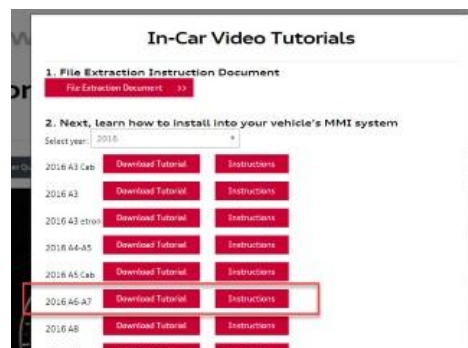 In-Car Video Tutorials
1. File Extraction Instruction Document
File Extraction Document >>
2. Next, learn how to install into your vehicle's MMI system
Select year: 2016
2016 A3 Cab Download Tutorial Instructions
2016 A3 Download Tutorial Instructions
2016 A3 etron Download Tutorial Instructions
2016 A4-A5 Download Tutorial Instructions
2016 A5 Cab Download Tutorial Instructions
2016 A6-A7 Download Tutorial Instructions
2016 A8 Download Tutorial Instructions